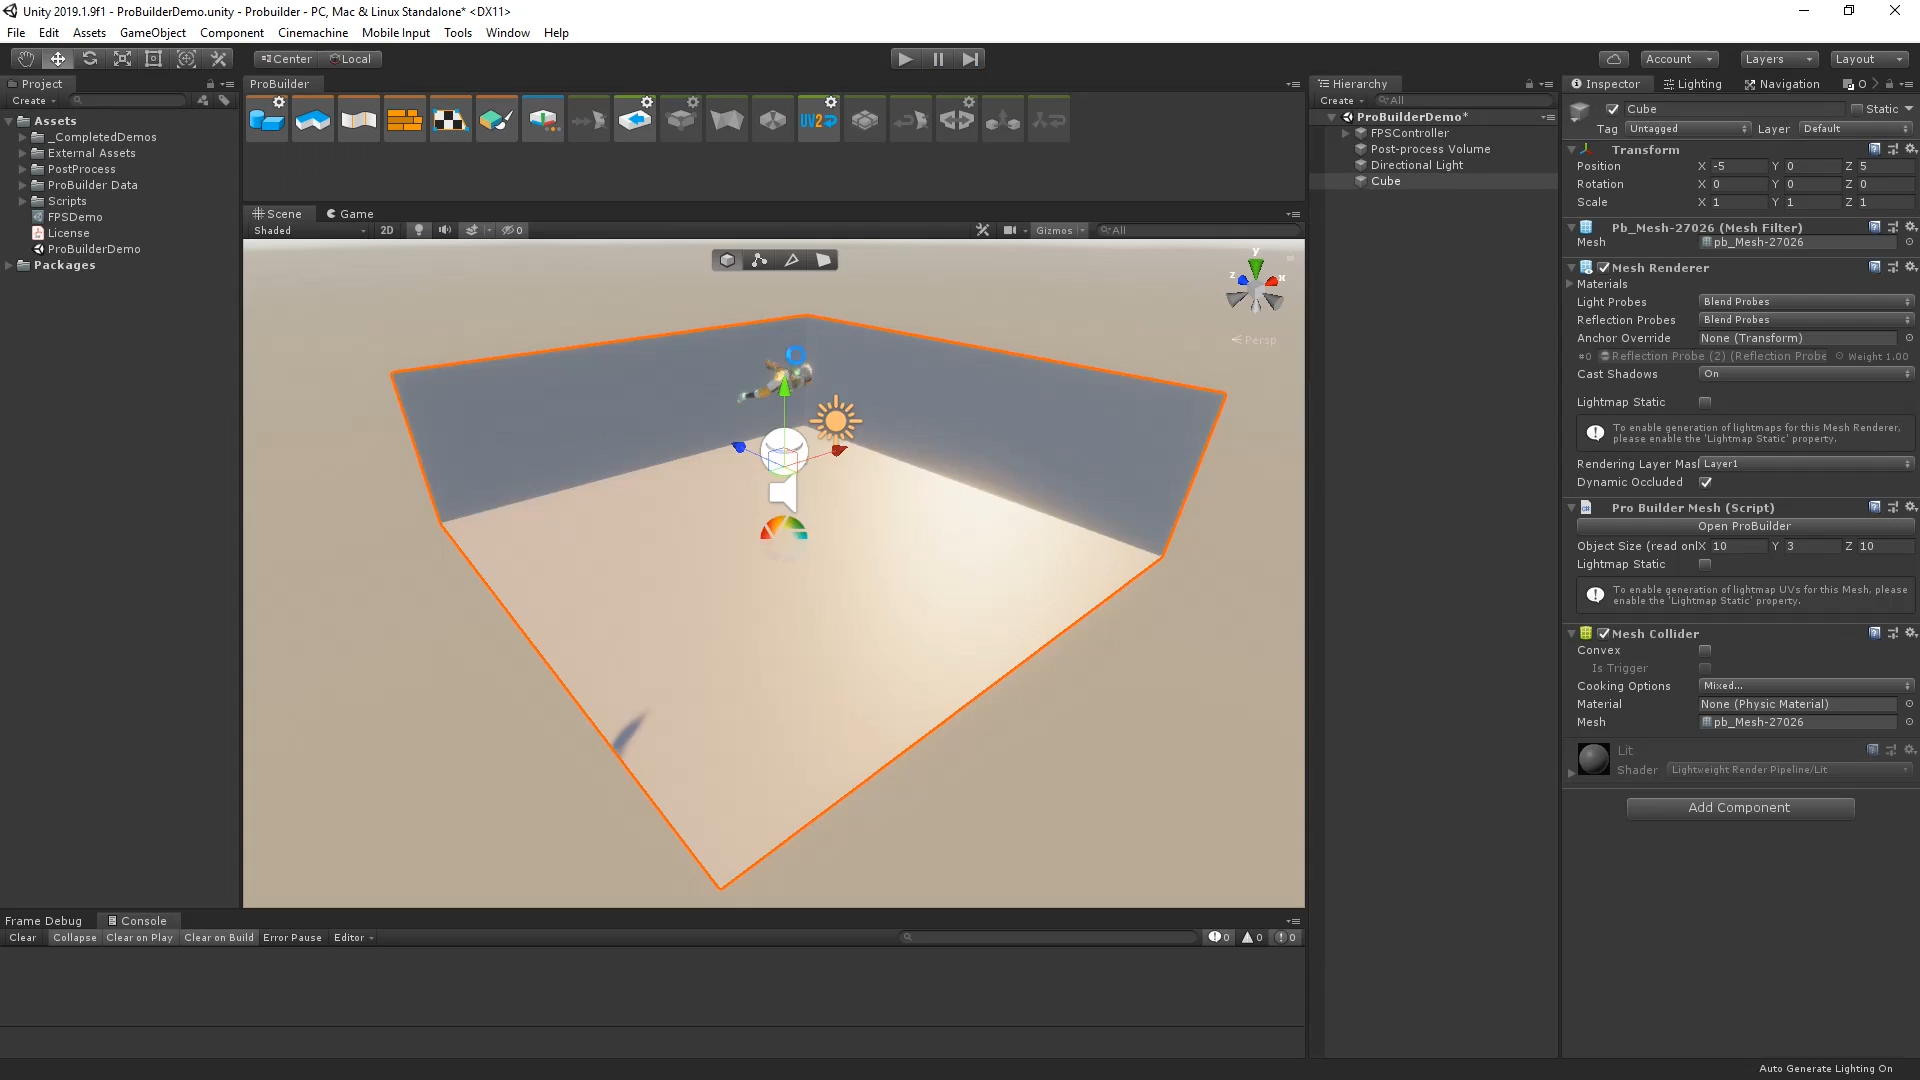 Unity 2019.1.9f1 - ProBuilderDemo.unity - Probuilder - PC, Mac & Linux Standalone* <DX11>
File Edit Assets GameObject Component Cinemachine Mobile Input Tools Window Help
Center Local Account Layers Layout
Project
Create
Assets
_CompletedDemos
External Assets
PostProcess
ProBuilder Data
Scripts
FPSDemo
License
ProBuilderDemo
Packages
ProBuilder
UV2
Scene Game
Shaded 2D 0 Gizmos All
y
z x
Persp
Frame Debug Console
Clear Collapse Clear on Play Clear on Build Error Pause Editor 0 0 0
Hierarchy
Create All
ProBuilderDemo*
FPSController
Post-process Volume
Directional Light
Cube
Inspector Lighting Navigation O
Cube Static
Tag Untagged Layer Default
Transform
Position X -5 Y 0 Z 5
Rotation X 0 Y 0 Z 0
Scale X 1 Y 1 Z 1
Pb_Mesh-27026 (Mesh Filter)
Mesh pb_Mesh-27026
Mesh Renderer
Materials
Light Probes Blend Probes
Reflection Probes Blend Probes
Anchor Override None (Transform)
#0 Reflection Probe (2) (Reflection Probe Weight 1.00
Cast Shadows On
Lightmap Static
To enable generation of lightmaps for this Mesh Renderer,
please enable the 'Lightmap Static' property.
Rendering Layer Mas Layer1
Dynamic Occluded
Pro Builder Mesh (Script)
Open ProBuilder
Object Size (read onl X 10 Y 3 Z 10
Lightmap Static
To enable generation of lightmap UVs for this Mesh, please
enable the 'Lightmap Static' property.
Mesh Collider
Convex
Is Trigger
Cooking Options Mixed...
Material None (Physic Material)
Mesh pb_Mesh-27026
Lit
Shader Lightweight Render Pipeline/Lit
Add Component
Auto Generate Lighting On